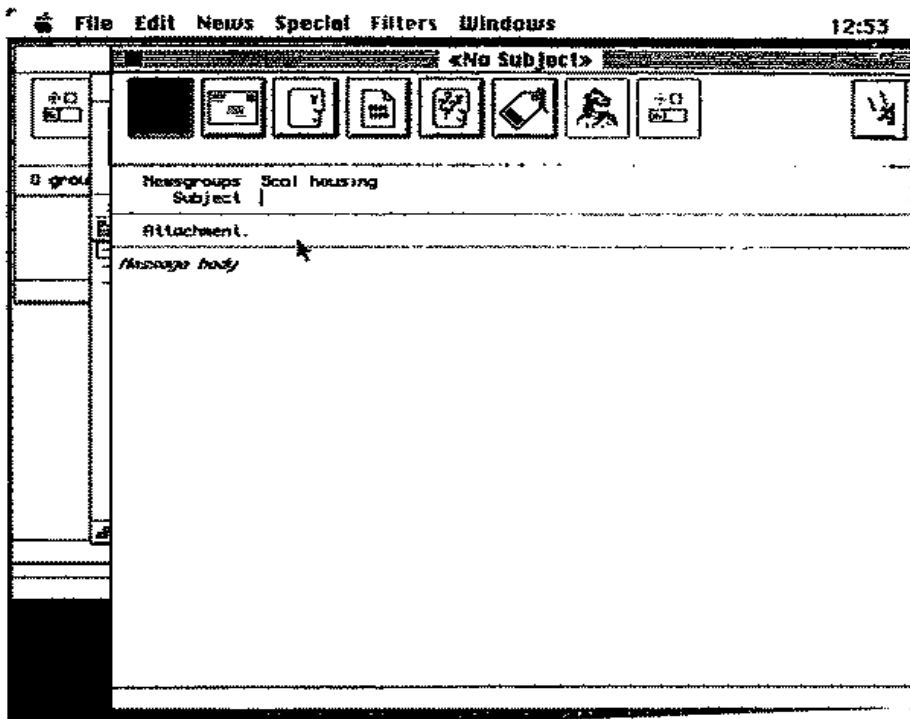 File Edit News Special Filters Windows 12:53
«No Subject»
0 grou
Newsgroups Scal housing
Subject
Attachment.
Message body